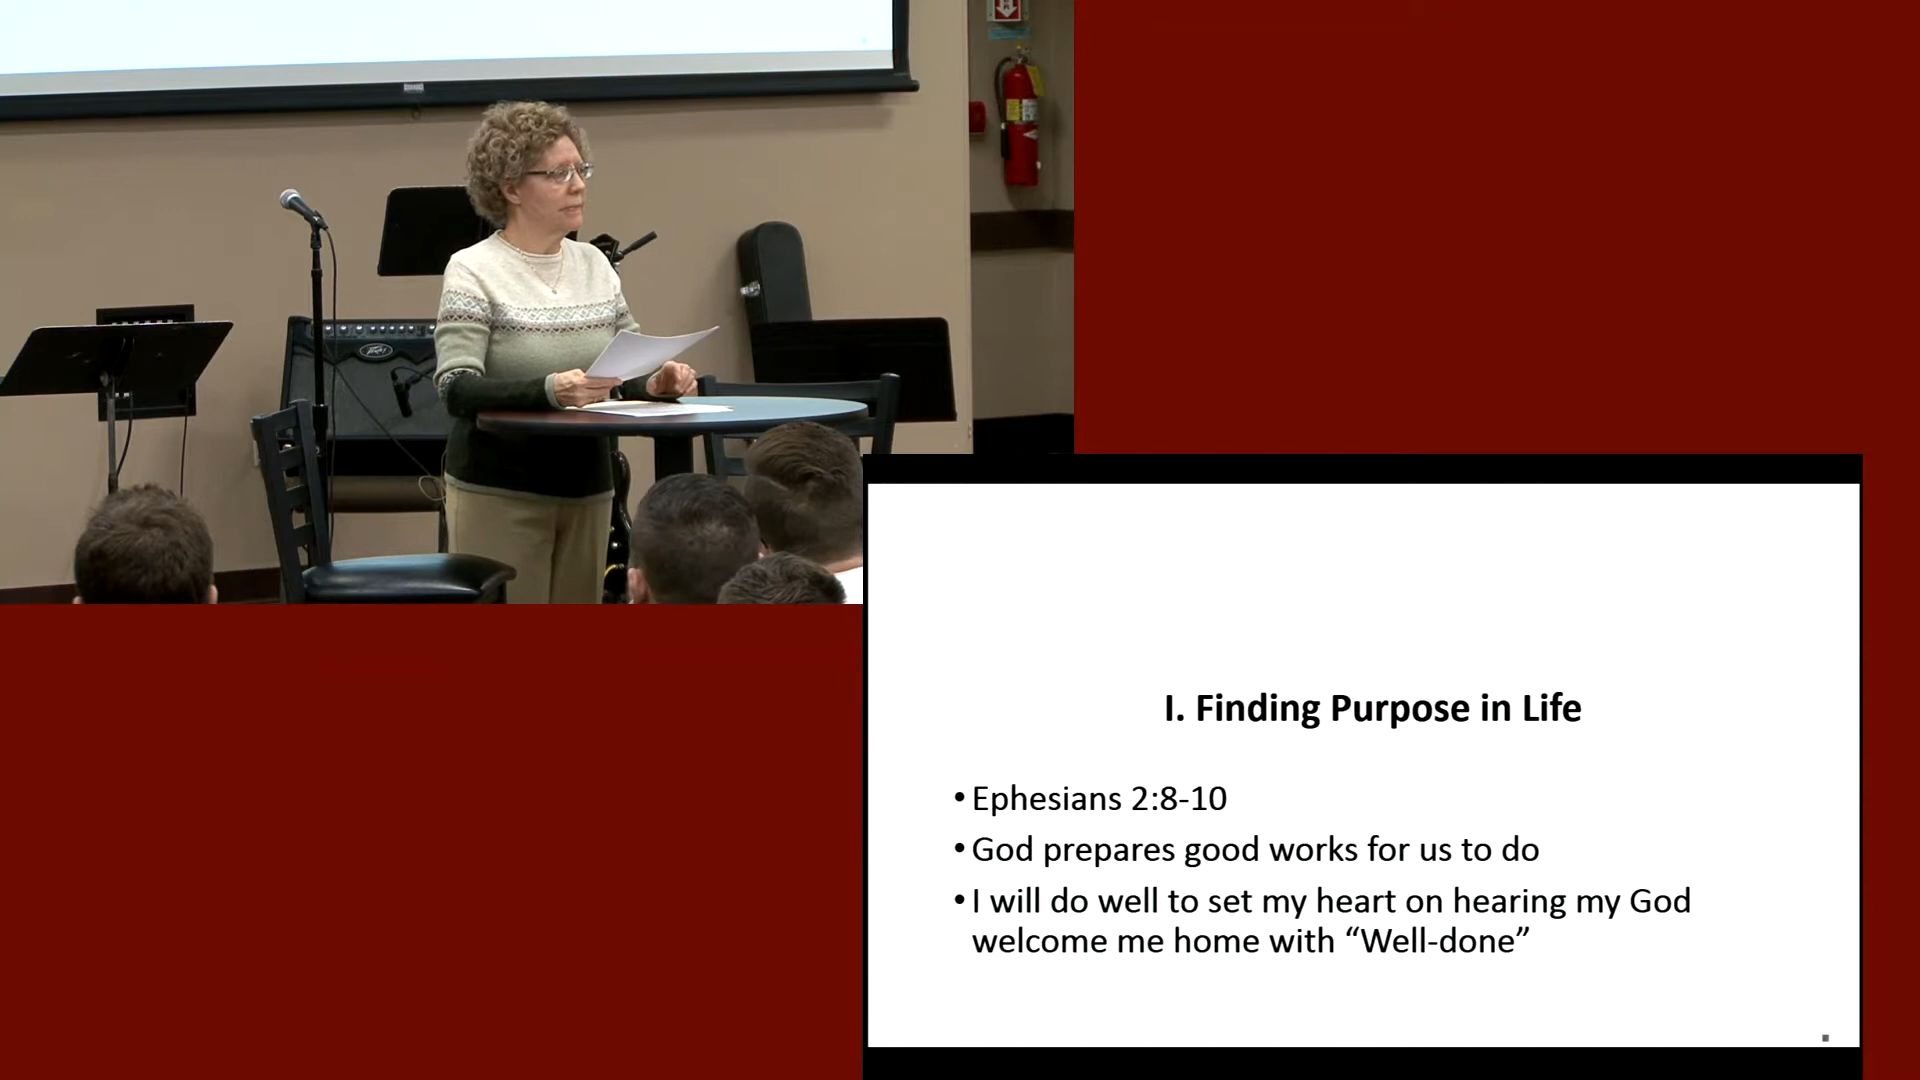 PEAVEY
I. Finding Purpose in Life
• Ephesians 2:8-10
• God prepares good works for us to do
• I will do well to set my heart on hearing my God
welcome me home with “Well-done”